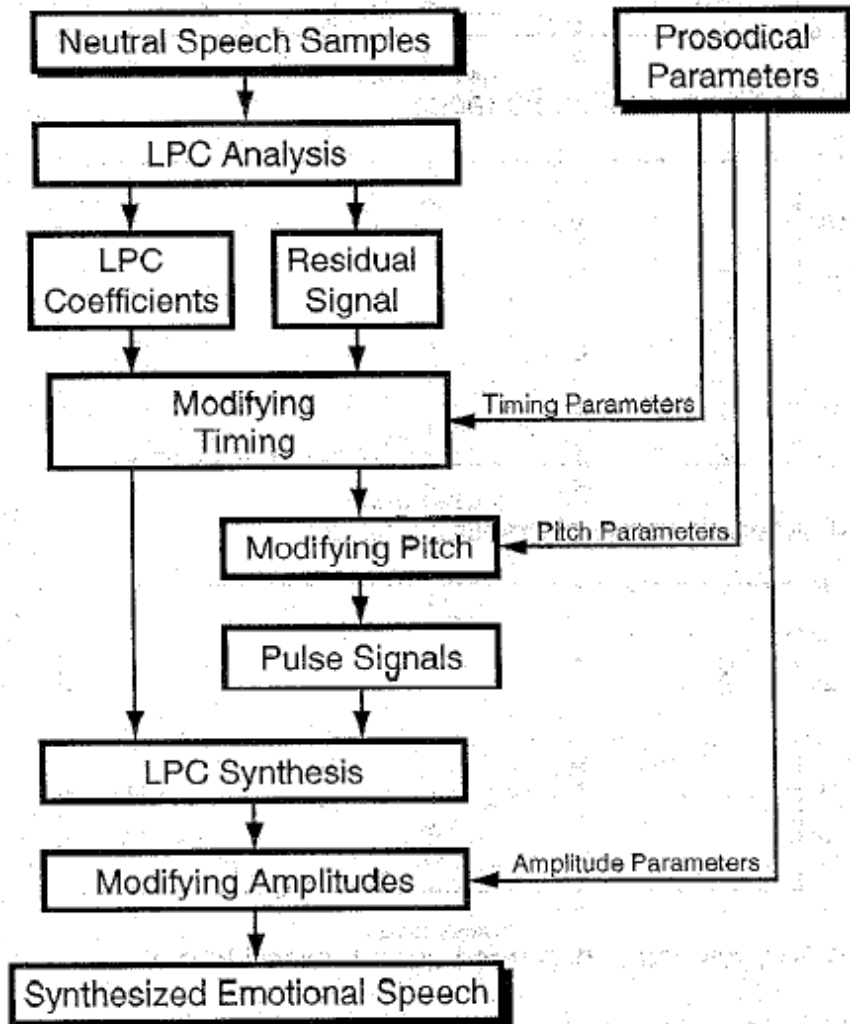 Neutral Speech Samples
Prosodical
Parameters
LPC Analysis
LPC
Coefficients
Residual
Signal
Modifying
Timing
Timing Parameters
Modifying Pitch
Pitch Parameters
Pulse Signals
LPC Synthesis
Modifying Amplitudes
Amplitude Parameters
Synthesized Emotional Speech